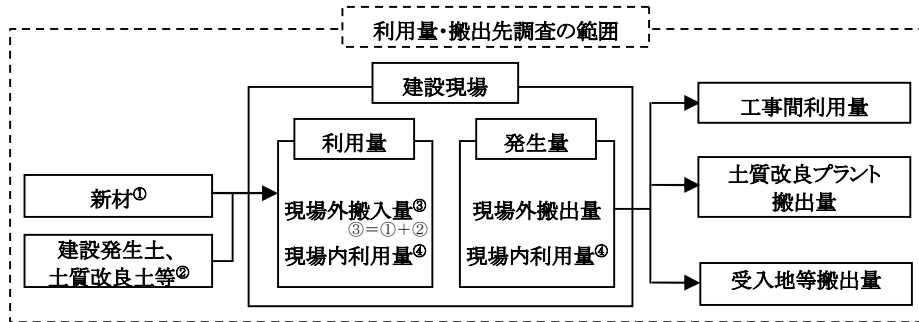 利用量・搬出先調査の範囲
建設現場
利用量
発生量
新材①
建設発生土、
土質改良土等②
現場外搬入量③
③=①+②
現場内利用量④
現場外搬出量
現場内利用量④
工事間利用量
土質改良プラント
搬出量
受入地等搬出量